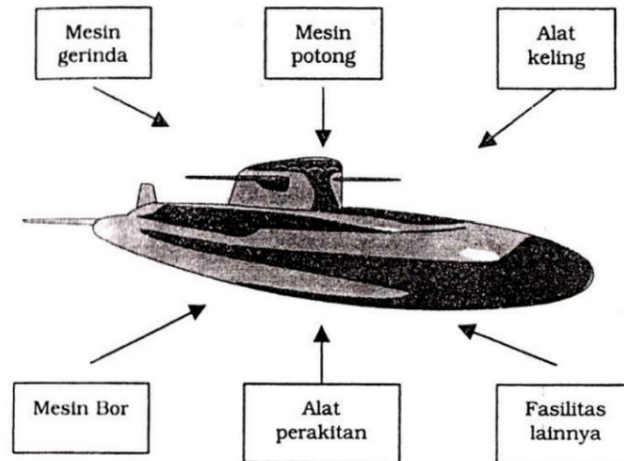 Mesin
gerinda
Mesin
potong
Alat
keling
Mesin Bor
Alat
perakitan
Fasilitas
lainnya